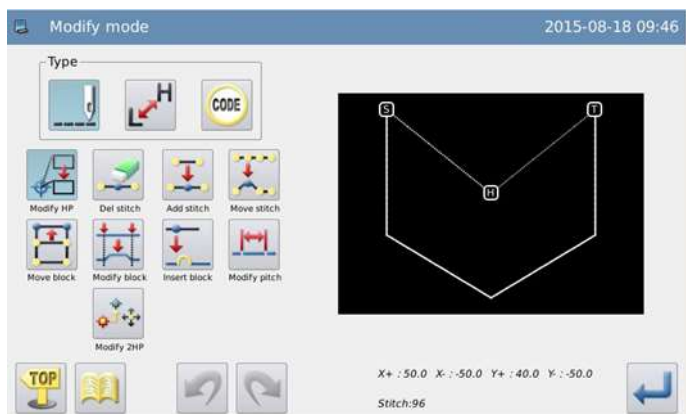 Modify mode 2015-08-18 09:46
Type
L H CODE
S T
H
Modify HP Del stitch Add stitch Move stitch
Move block Modify block Insert block Modify pitch
Modify 2HP
TOP
X+ : 50.0 X- : -50.0 Y+ : 40.0 Y- : -50.0
Stitch:96